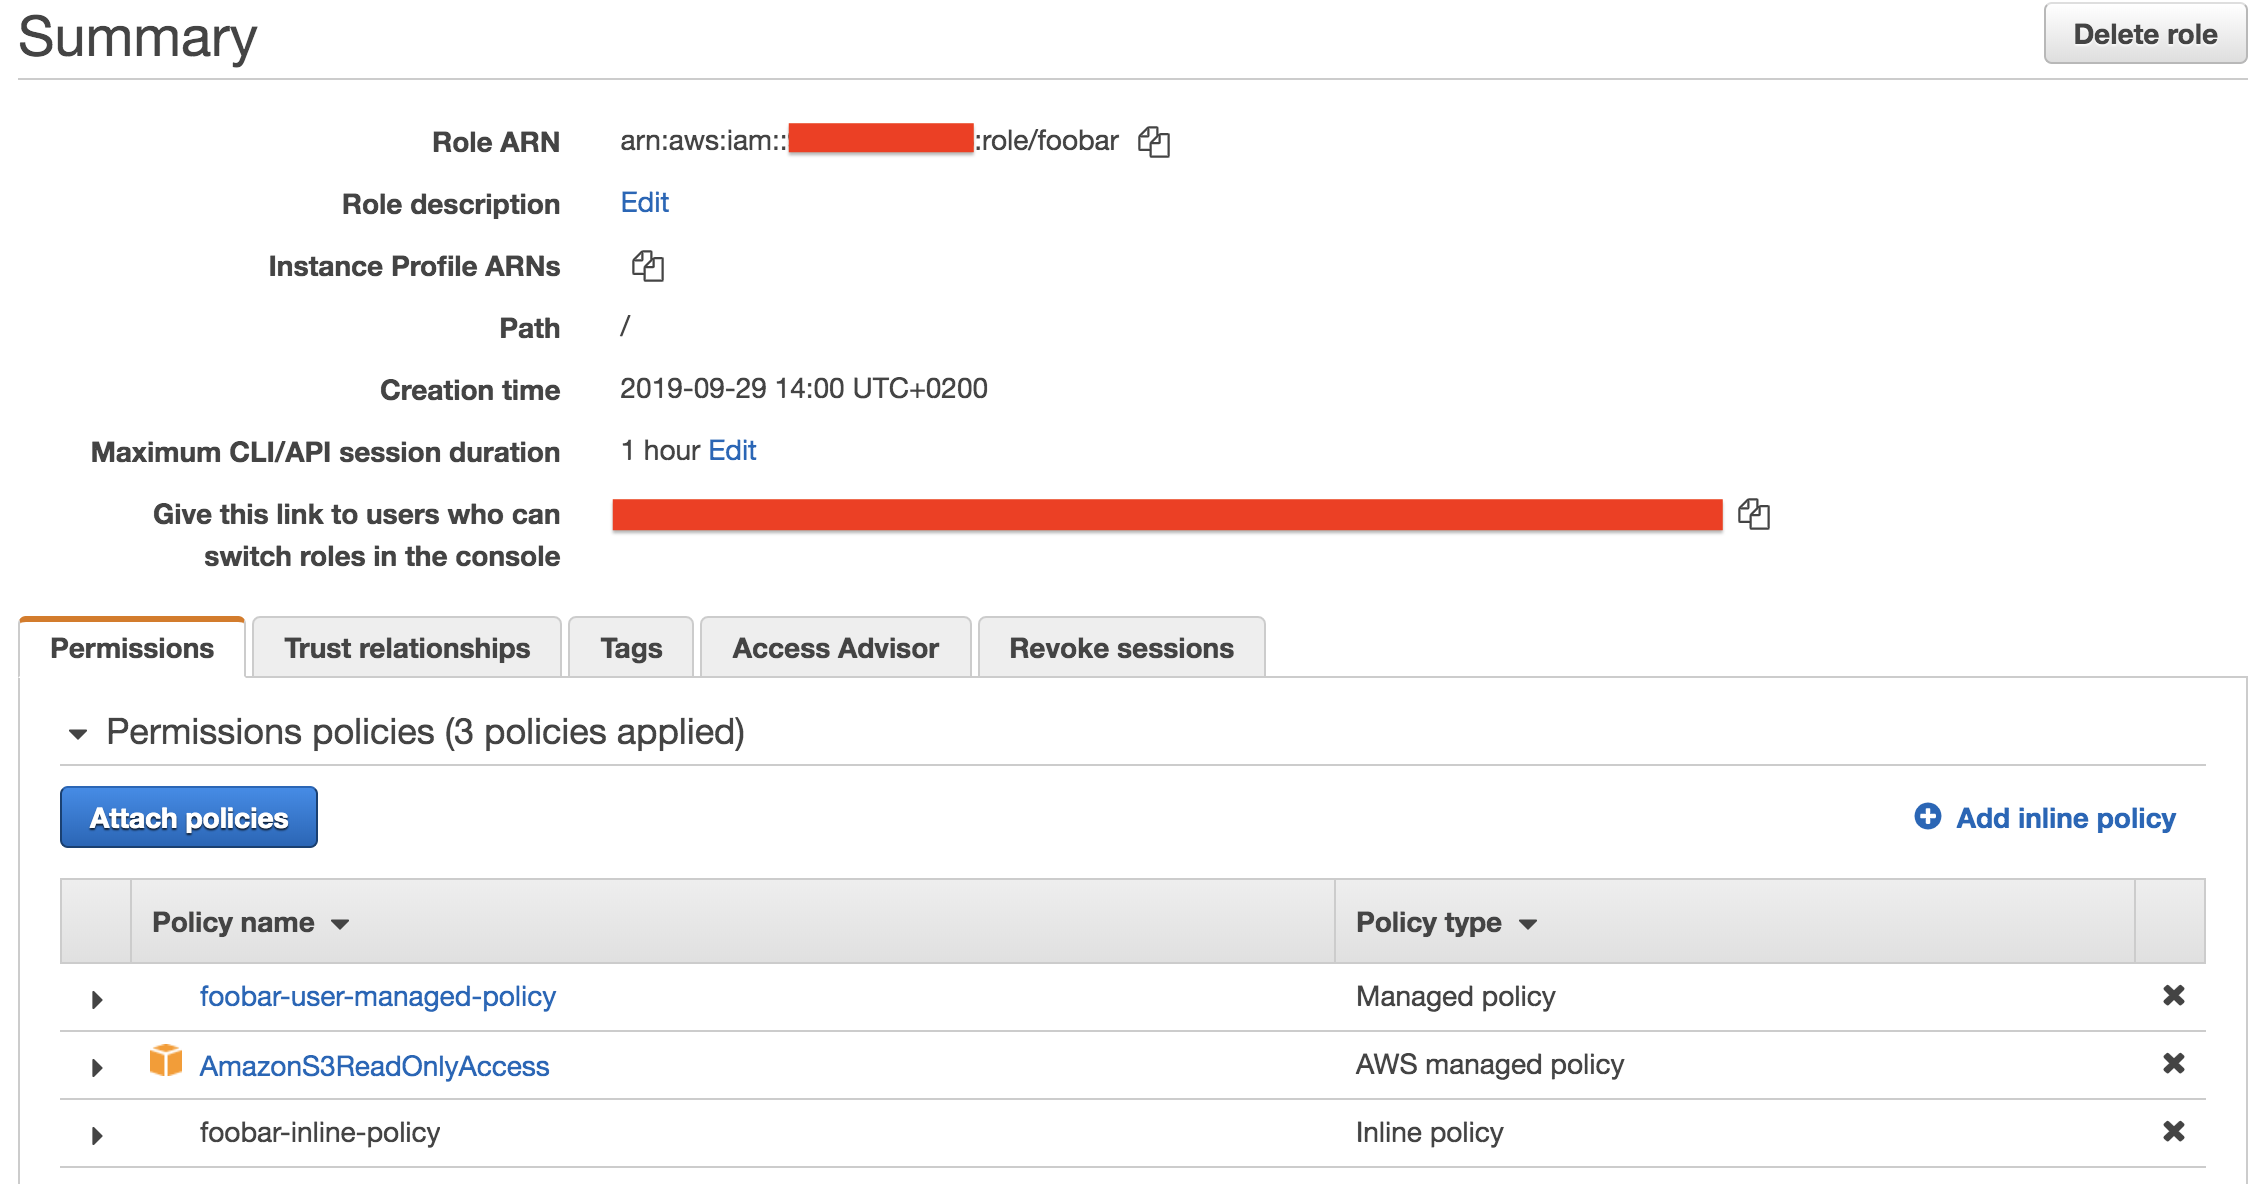 Summary
Delete role
Role ARN arn:aws:iam:: :role/foobar
Role description Edit
Instance Profile ARNs
Path /
Creation time 2019-09-29 14:00 UTC+0200
Maximum CLI/API session duration 1 hour Edit
Give this link to users who can
switch roles in the console
Permissions Trust relationships Tags Access Advisor Revoke sessions
Permissions policies (3 policies applied)
Attach policies Add inline policy
Policy name Policy type
foobar-user-managed-policy Managed policy
AmazonS3ReadOnlyAccess AWS managed policy
foobar-inline-policy Inline policy